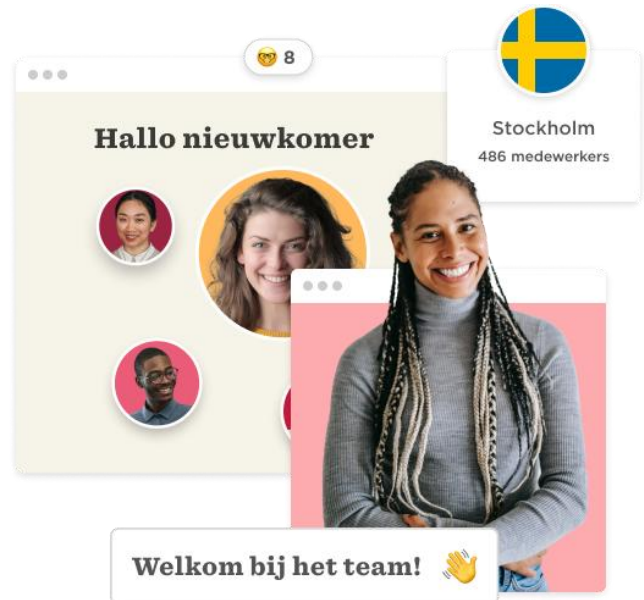 8
Hallo nieuwkomer
Stockholm
486 medewerkers
Welkom bij het team!